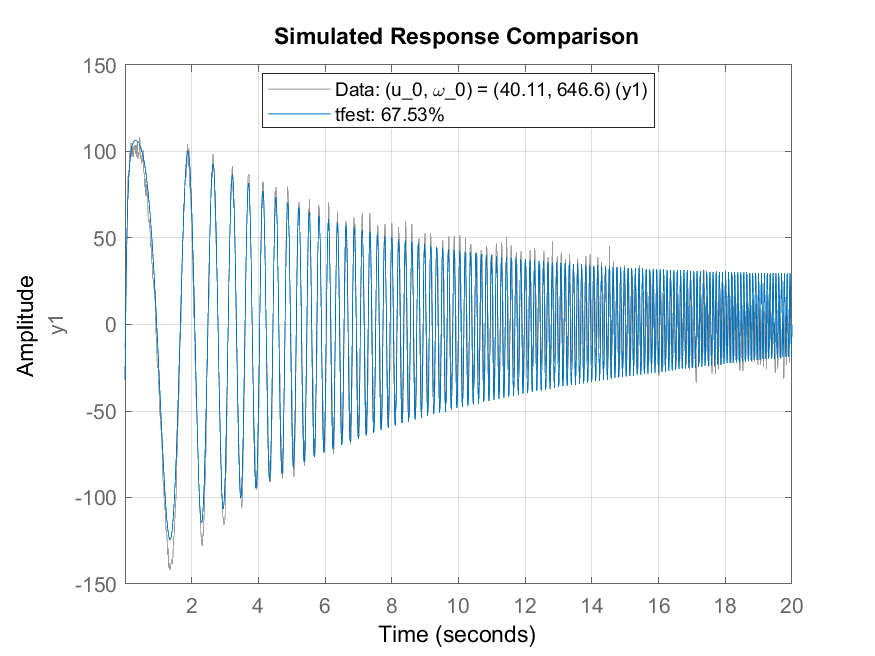 Simulated Response Comparison
Data: (u_0, ω_0) = (40.11, 646.6) (y1)
tfest: 67.53%
150
100
50
0
-50
-100
-150
Amplitude
y1
2 4 6 8 10 12 14 16 18 20
Time (seconds)